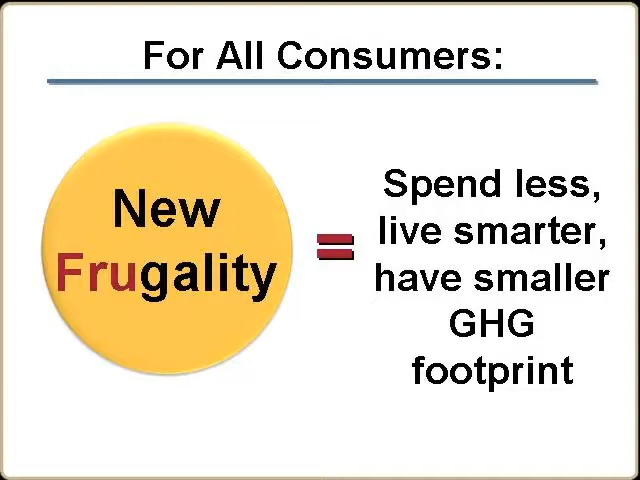 For All Consumers:
New
Frugality
=
Spend less,
live smarter,
have smaller
GHG
footprint